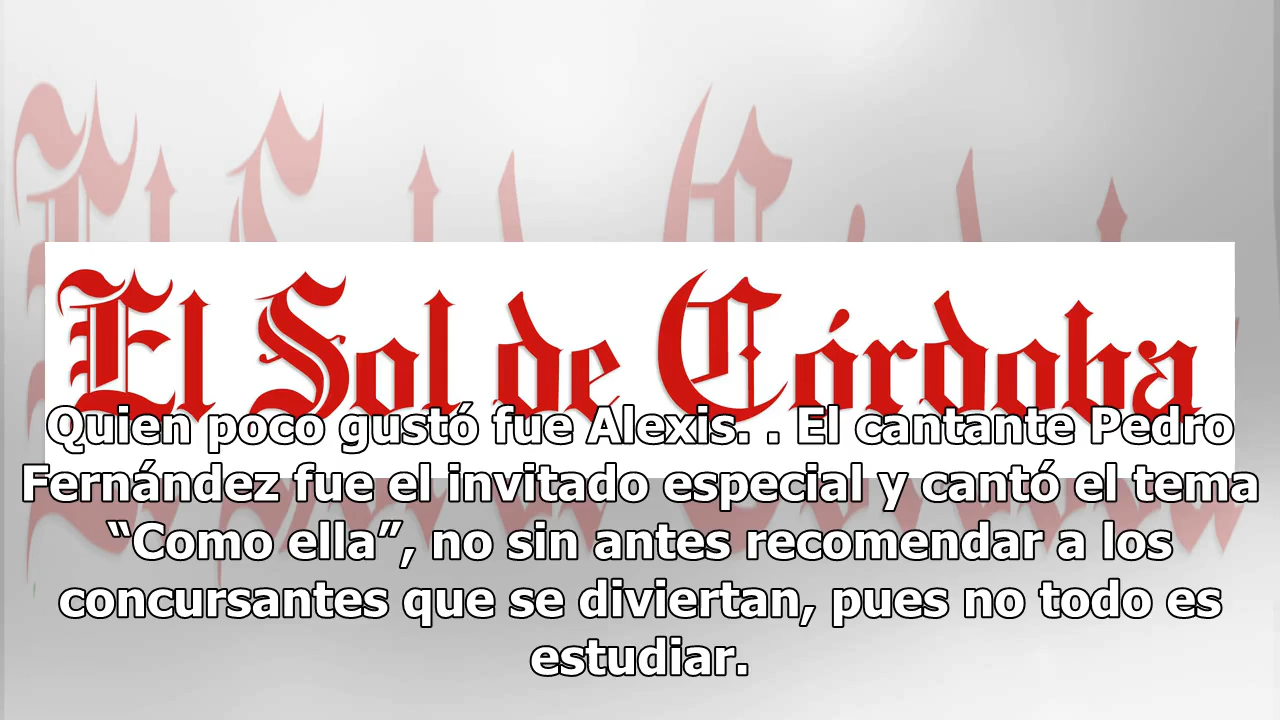 El Sol de Córdoba
Quien poco gustó fue Alexis. . El cantante Pedro
Fernández fue el invitado especial y cantó el tema
“Como ella”, no sin antes recomendar a los
concursantes que se diviertan, pues no todo es
estudiar.